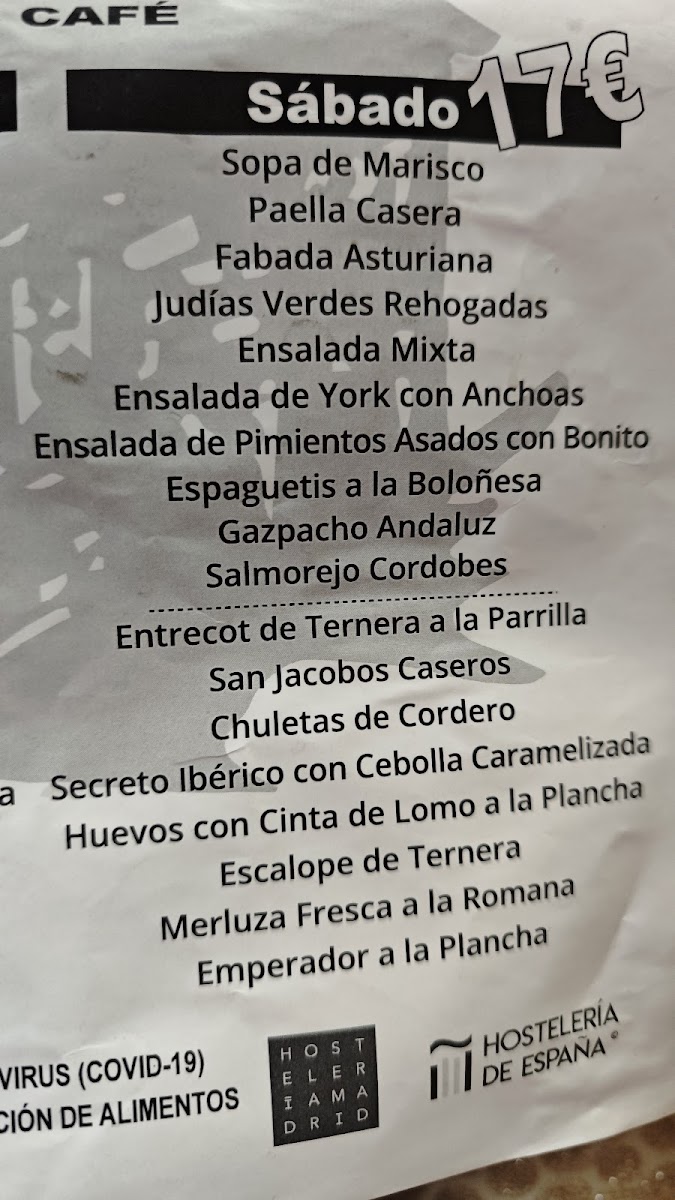 CAFÉ
Sábado 17€
Sopa de Marisco
Paella Casera
Fabada Asturiana
Judías Verdes Rehogadas
Ensalada Mixta
Ensalada de York con Anchoas
Ensalada de Pimientos Asados con Bonito
Espaguetis a la Boloñesa
Gazpacho Andaluz
Salmorejo Cordobes
Entrecot de Ternera a la Parrilla
San Jacobos Caseros
Chuletas de Cordero
a Secreto Ibérico con Cebolla Caramelizada
Huevos con Cinta de Lomo a la Plancha
Escalope de Ternera
Merluza Fresca a la Romana
Emperador a la Plancha
VIRUS (COVID-19)
CIÓN DE ALIMENTOS
HOST
ELER
ÍAMA
DRID
HOSTELERÍA
DE ESPAÑA